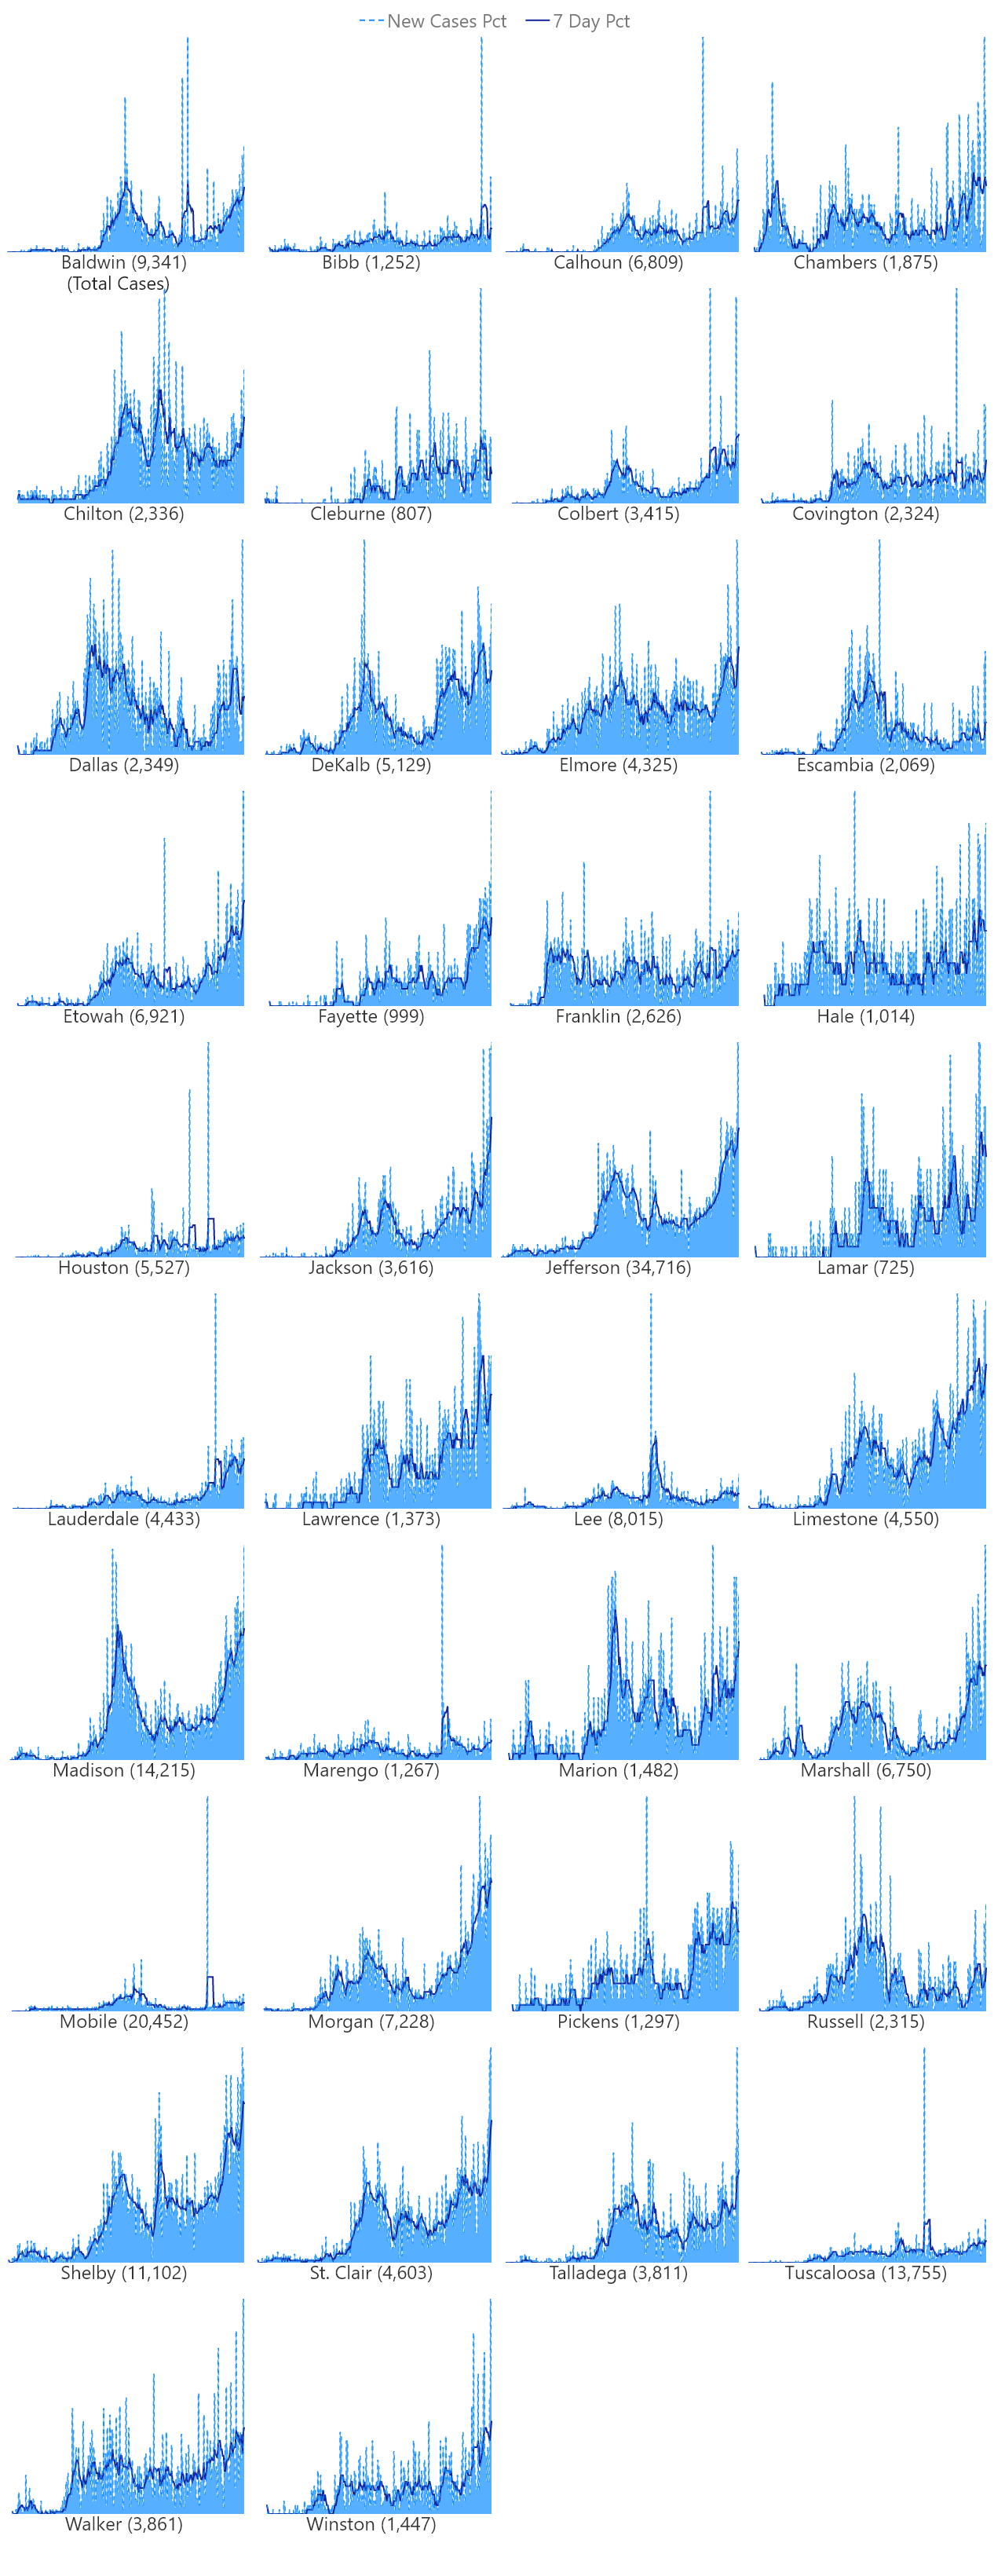 New Cases Pct 7 Day Pct
Baldwin (9,341) Bibb (1,252) Calhoun (6,809) Chambers (1,875)
(Total Cases)
Chilton (2,336) Cleburne (807) Colbert (3,415) Covington (2,324)
Dallas (2,349) DeKalb (5,129) Elmore (4,325) Escambia (2,069)
Etowah (6,921) Fayette (999) Franklin (2,626) Hale (1,014)
Houston (5,527) Jackson (3,616) Jefferson (34,716) Lamar (725)
Lauderdale (4,433) Lawrence (1,373) Lee (8,015) Limestone (4,550)
Madison (14,215) Marengo (1,267) Marion (1,482) Marshall (6,750)
Mobile (20,452) Morgan (7,228) Pickens (1,297) Russell (2,315)
Shelby (11,102) St. Clair (4,603) Talladega (3,811) Tuscaloosa (13,755)
Walker (3,861) Winston (1,447)